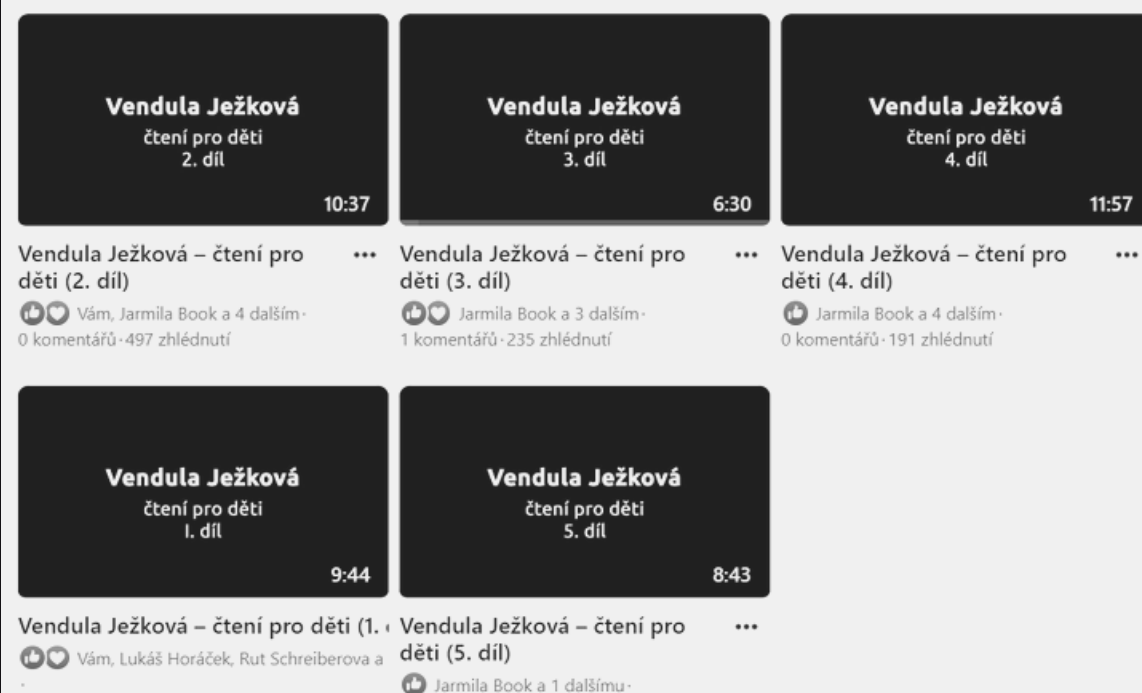 Vendula Ježková
čtení pro děti
2. díl
10:37
Vendula Ježková – čtení pro
děti (2. díl)
Vám, Jarmila Book a 4 dalším ·
0 komentářů · 497 zhlédnutí
Vendula Ježková
čtení pro děti
3. díl
6:30
Vendula Ježková – čtení pro
děti (3. díl)
Jarmila Book a 3 dalším ·
1 komentářů · 235 zhlédnutí
Vendula Ježková
čtení pro děti
4. díl
11:57
Vendula Ježková – čtení pro
děti (4. díl)
Jarmila Book a 4 dalším ·
0 komentářů · 191 zhlédnutí
Vendula Ježková
čtení pro děti
1. díl
9:44
Vendula Ježková – čtení pro děti (1.
Vám, Lukáš Horáček, Rut Schreiberova a
·
Vendula Ježková
čtení pro děti
5. díl
8:43
Vendula Ježková – čtení pro
děti (5. díl)
Jarmila Book a 1 dalšímu ·